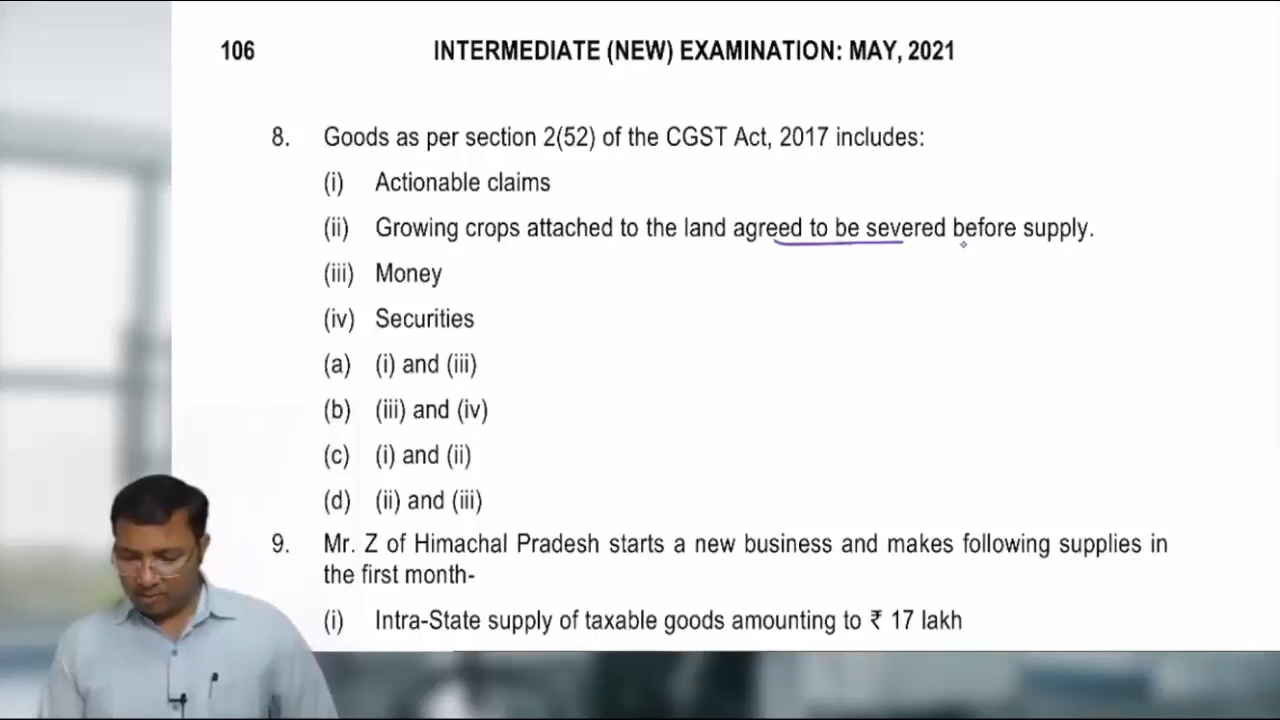 106 INTERMEDIATE (NEW) EXAMINATION: MAY, 2021
8. Goods as per section 2(52) of the CGST Act, 2017 includes:
(i) Actionable claims
(ii) Growing crops attached to the land agreed to be severed before supply.
(iii) Money
(iv) Securities
(a) (i) and (iii)
(b) (iii) and (iv)
(c) (i) and (ii)
(d) (ii) and (iii)
9. Mr. Z of Himachal Pradesh starts a new business and makes following supplies in
the first month-
(i) Intra-State supply of taxable goods amounting to ₹ 17 lakh